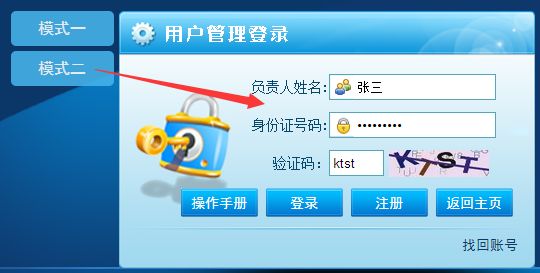 模式一
模式二
用户管理登录
负责人姓名: 张三
身份证号码: •••••••••
验证码: ktst KTST
操作手册 登录 注册 返回主页
找回账号